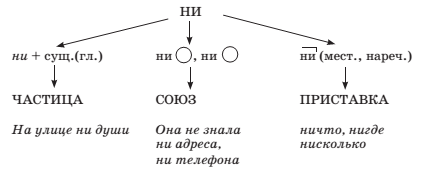 НИ
ни + сущ.(гл.) ни , ни ни (мест., нареч.)
ЧАСТИЦА СОЮЗ ПРИСТАВКА
На улице ни души Она не знала ничто, нигде
ни адреса, нисколько
ни телефона